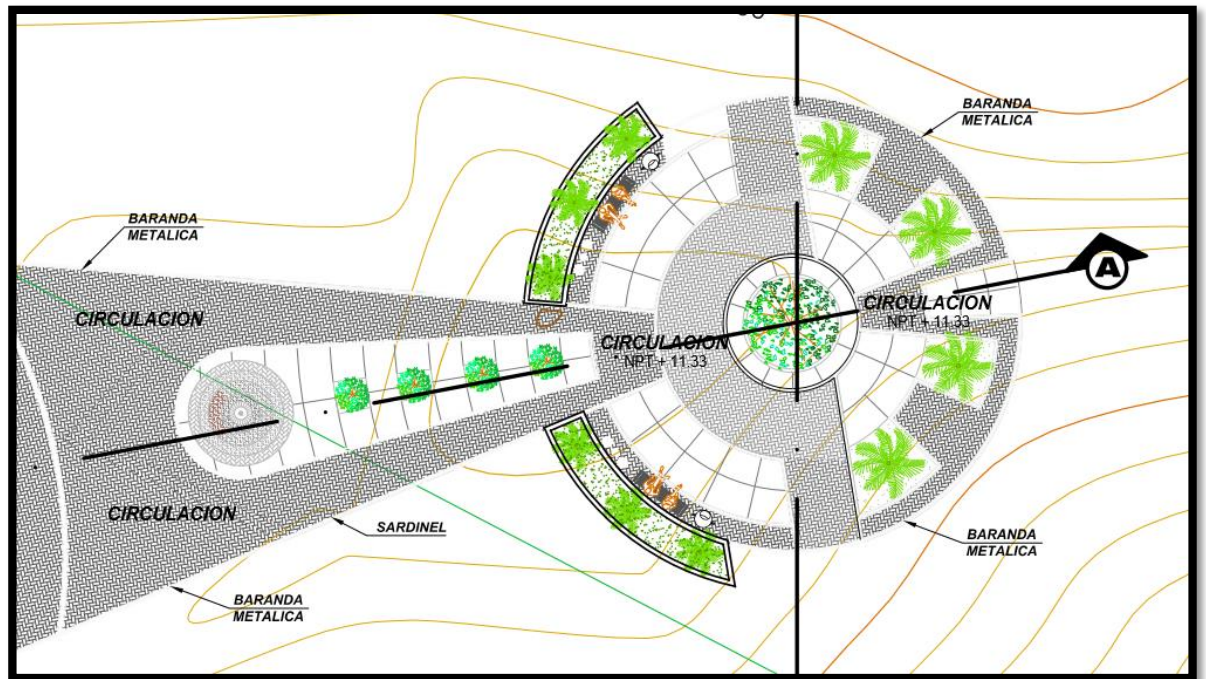 BARANDA
METALICA
BARANDA
METALICA
A
CIRCULACION
NPT + 11.33
CIRCULACION
CIRCULACION
NPT + 11.33
CIRCULACION
SARDINEL
BARANDA
METALICA
BARANDA
METALICA